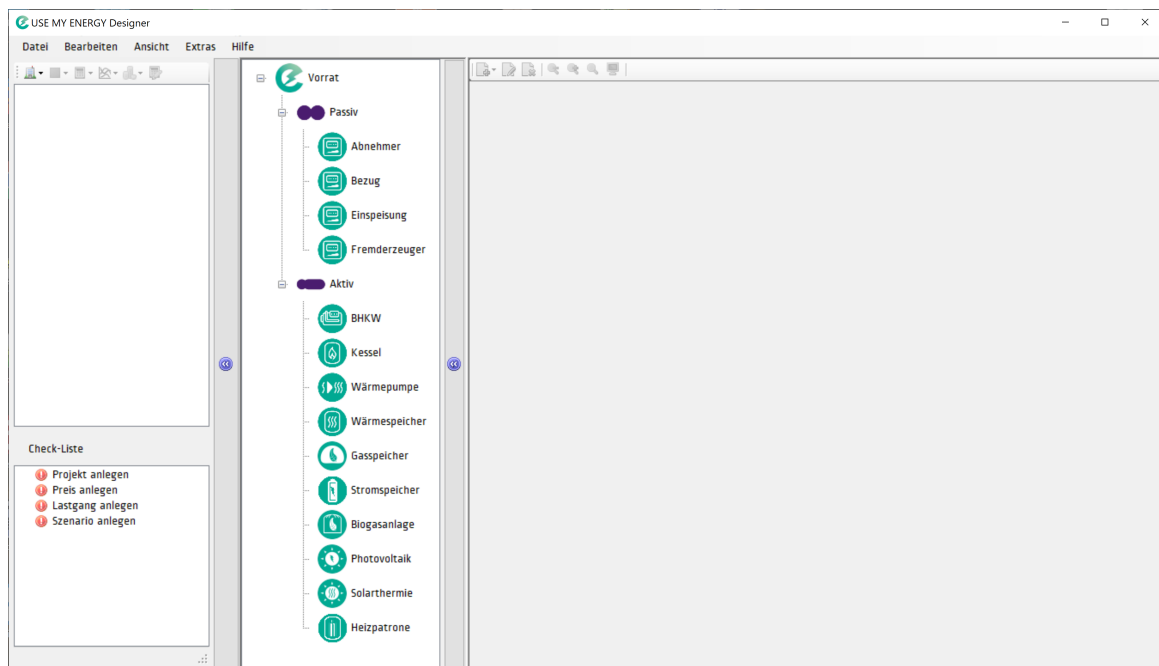 USE MY ENERGY Designer
Datei Bearbeiten Ansicht Extras Hilfe
Vorrat
Passiv
Abnehmer
Bezug
Einspeisung
Fremderzeuger
Aktiv
BHKW
Kessel
Wärmepumpe
Wärmespeicher
Gasspeicher
Stromspeicher
Biogasanlage
Photovoltaik
Solarthermie
Heizpatrone
Check-Liste
Projekt anlegen
Preis anlegen
Lastgang anlegen
Szenario anlegen